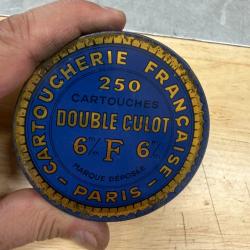 CARTOUCHERIE FRANÇAISE
250
CARTOUCHES
DOUBLE CULOT
6 m/m F 6 m/m
MARQUE DÉPOSÉE
- PARIS -